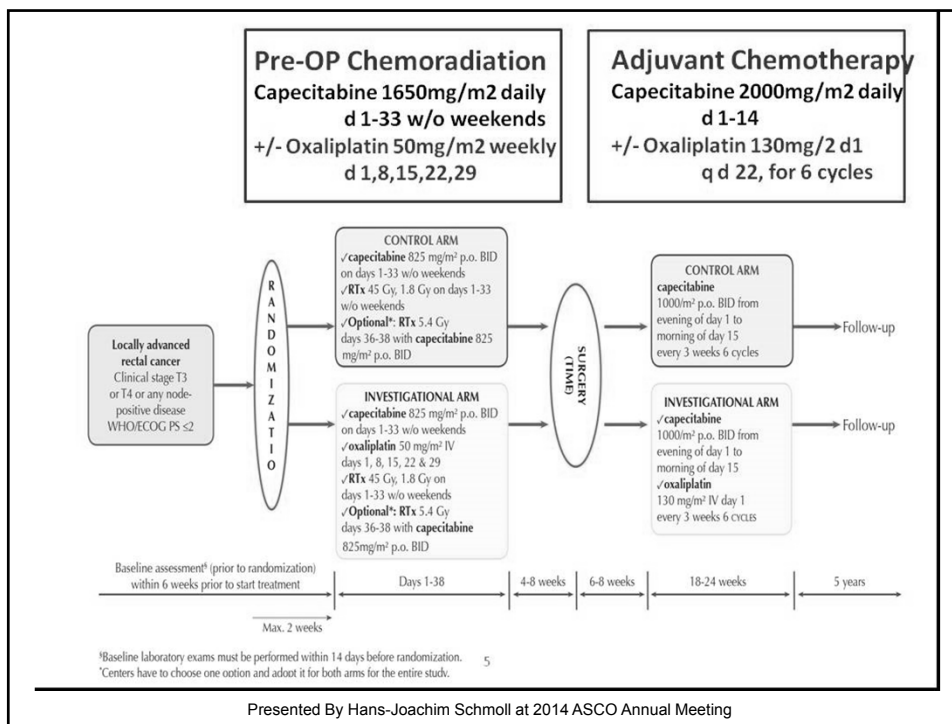 Pre-OP Chemoradiation
Capecitabine 1650mg/m2 daily
d 1-33 w/o weekends
+/- Oxaliplatin 50mg/m2 weekly
d 1,8,15,22,29
Adjuvant Chemotherapy
Capecitabine 2000mg/m2 daily
d 1-14
+/- Oxaliplatin 130mg/2 d1
q d 22, for 6 cycles
Locally advanced
rectal cancer
Clinical stage T3
or T4 or any node-
positive disease
WHO/ECOG PS ≤2
RANDOMIZATIO
CONTROL ARM
✓capecitabine 825 mg/m² p.o. BID
on days 1-33 w/o weekends
✓RTx 45 Gy, 1.8 Gy on days 1-33
w/o weekends
✓Optional*: RTx 5.4 Gy
days 36-38 with capecitabine 825
mg/m² p.o. BID
INVESTIGATIONAL ARM
✓capecitabine 825 mg/m² p.o. BID
on days 1-33 w/o weekends
✓oxaliplatin 50 mg/m² IV
days 1, 8, 15, 22 & 29
✓RTx 45 Gy, 1.8 Gy on
days 1-33 w/o weekends
✓Optional*: RTx 5.4 Gy
days 36-38 with capecitabine
825mg/m² p.o. BID
SURGERY
(TIME)
CONTROL ARM
capecitabine
1000/m² p.o. BID from
evening of day 1 to
morning of day 15
every 3 weeks 6 cycles
Follow-up
INVESTIGATIONAL ARM
✓capecitabine
1000/m² p.o. BID from
evening of day 1 to
morning of day 15
✓oxaliplatin
130 mg/m² IV day 1
every 3 weeks 6 CYCLES
Follow-up
Baseline assessment§ (prior to randomization)
within 6 weeks prior to start treatment
Max. 2 weeks
Days 1-38
4-8 weeks
6-8 weeks
18-24 weeks
5 years
§Baseline laboratory exams must be performed within 14 days before randomization.
*Centers have to choose one option and adopt it for both arms for the entire study.
5
Presented By Hans-Joachim Schmoll at 2014 ASCO Annual Meeting